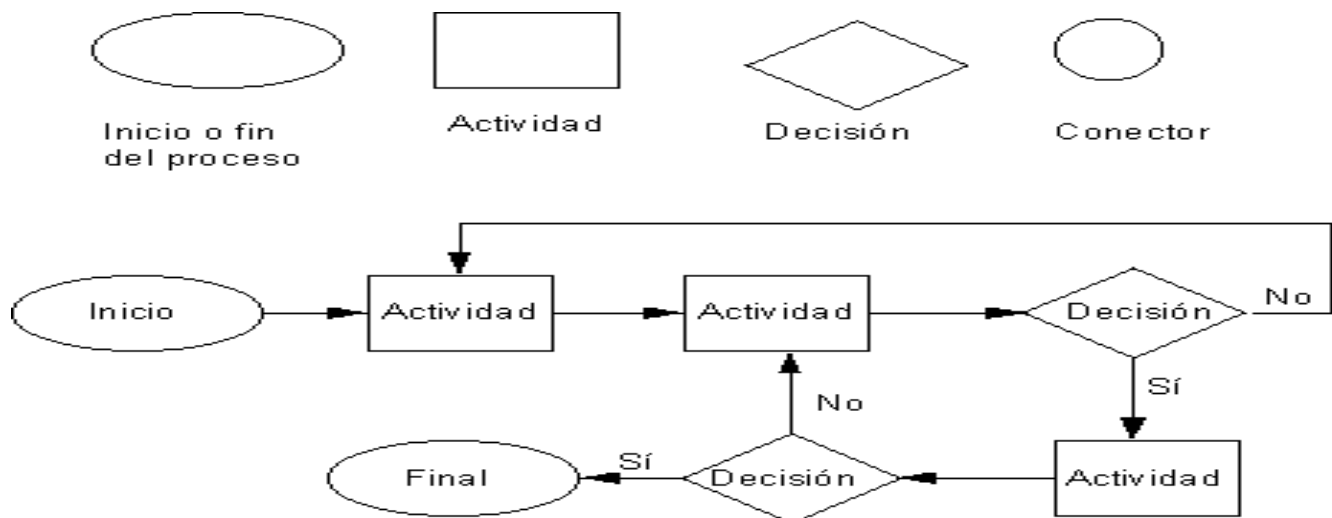 Inicio o fin
del proceso
Actividad
Decisión
Conector
Inicio
Actividad
Actividad
Decisión
No
Sí
No
Final
Sí
Decisión
Actividad